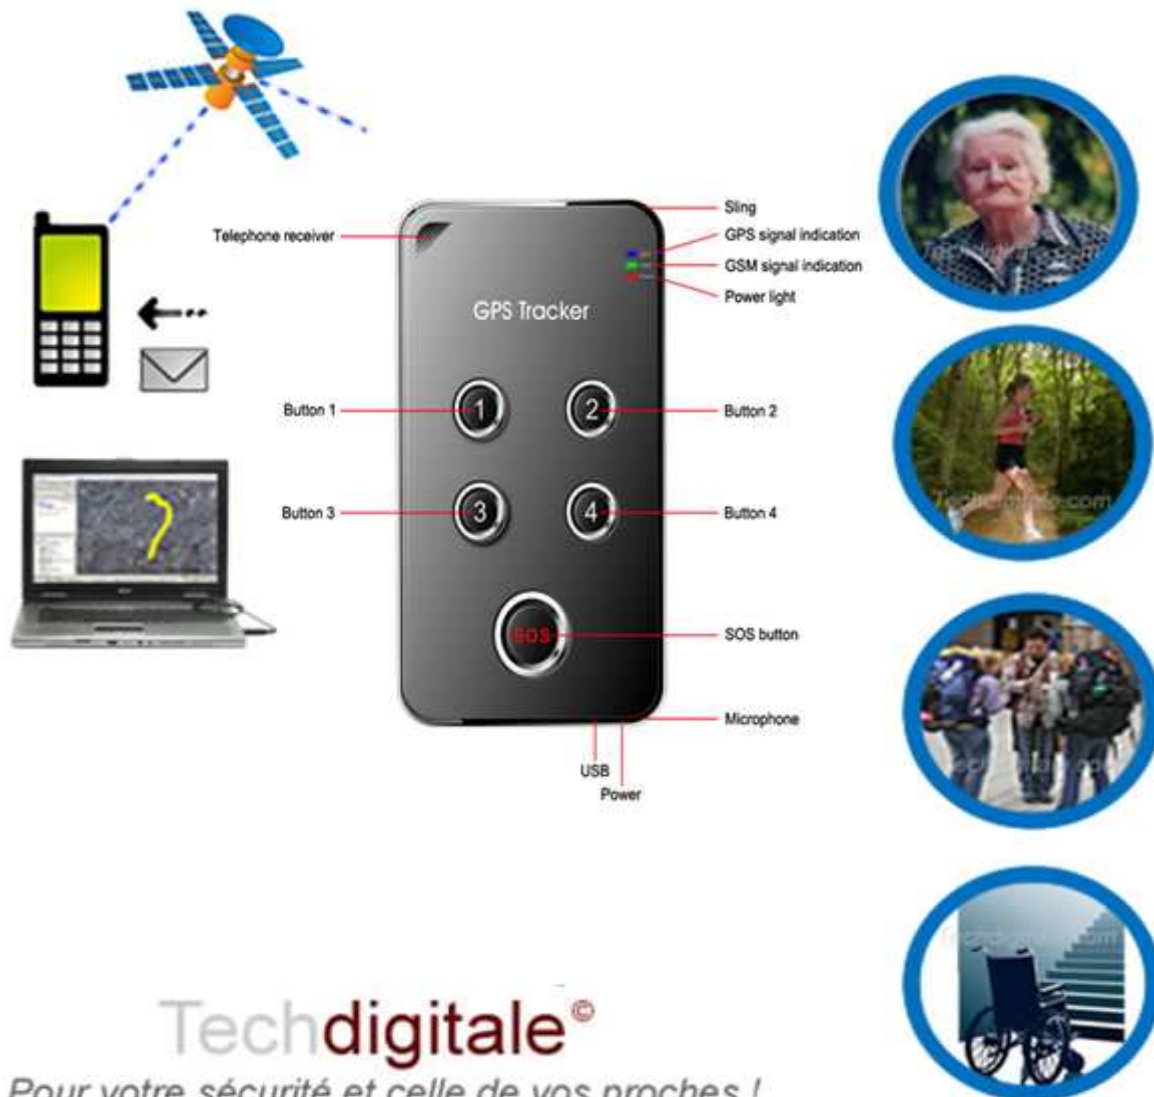 Telephone receiver
Sling
GPS signal indication
GSM signal indication
Power light
GPS Tracker
Button 1
1
2
Button 2
Button 3
3
4
Button 4
SOS
SOS button
Microphone
USB
Power
Techdigitale.com
Techdigitale©
Pour votre sécurité et celle de vos proches !